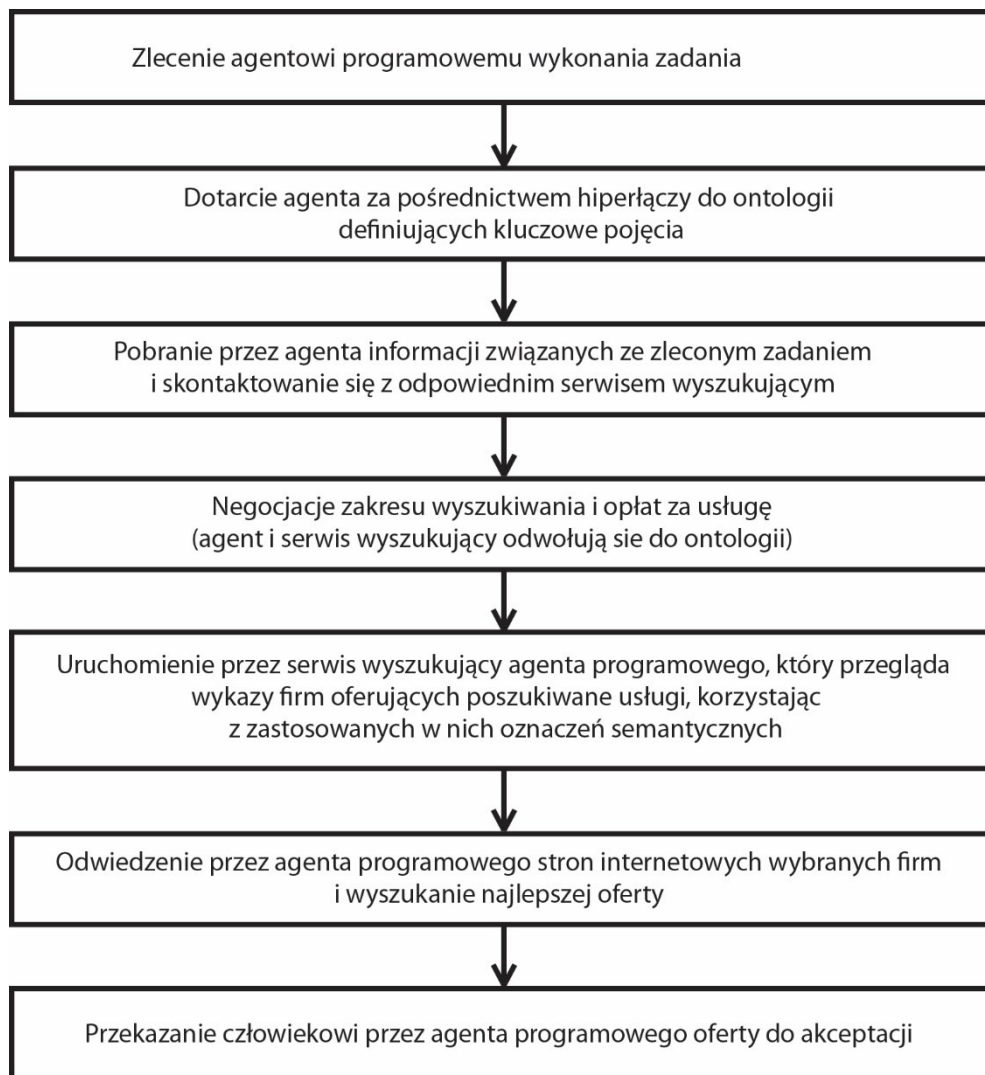 Zlecenie agentowi programowemu wykonania zadania
Dotarcie agenta za pośrednictwem hiperłączy do ontologii
definiujących kluczowe pojęcia
Pobranie przez agenta informacji związanych ze zleconym zadaniem
i skontaktowanie się z odpowiednim serwisem wyszukującym
Negocjacje zakresu wyszukiwania i opłat za usługę
(agent i serwis wyszukujący odwołują sie do ontologii)
Uruchomienie przez serwis wyszukujący agenta programowego, który przegląda
wykazy firm oferujących poszukiwane usługi, korzystając
z zastosowanych w nich oznaczeń semantycznych
Odwiedzenie przez agenta programowego stron internetowych wybranych firm
i wyszukanie najlepszej oferty
Przekazanie człowiekowi przez agenta programowego oferty do akceptacji